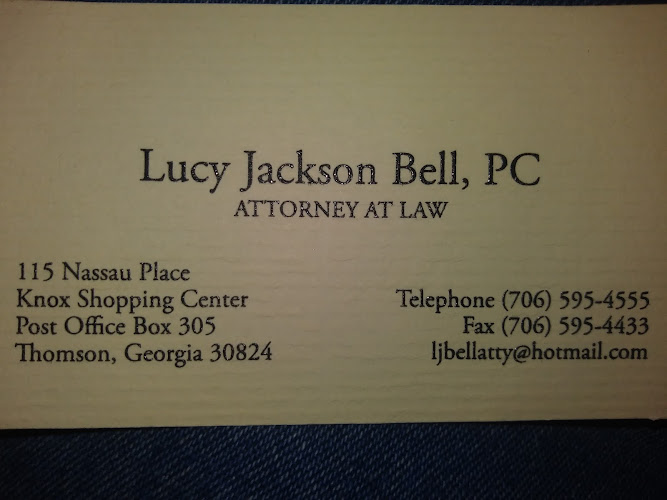 Lucy Jackson Bell, PC
ATTORNEY AT LAW
115 Nassau Place
Knox Shopping Center
Post Office Box 305
Thomson, Georgia 30824
Telephone (706) 595-4555
Fax (706) 595-4433
ljbellatty@hotmail.com